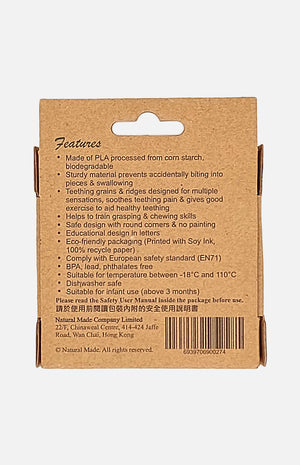 Features
• Made of PLA processed from corn starch,
biodegradable
• Sturdy material prevents accidentally biting into
pieces & swallowing
• Teething grains & ridges designed for multiple
sensations, soothes teething pain & gives good
exercise to aid healthy teething
• Helps to train grasping & chewing skills
• Safe design with round corners & no painting
• Educational design in letters
• Eco-friendly packaging (Printed with Soy Ink,
100% recycle paper)
• Comply with European safety standard (EN71)
• BPA, lead, phthalates free
• Suitable for temperature between -18°C and 110°C
• Dishwasher safe
• Suitable for infant use (above 3 months)
Please read the Safety User Manual Inside the package before use.
請於使用前閱讀包裝內附的安全使用說明書
Natural Made Company Limited
22/F, Chinaweal Centre, 414-424 Jaffe
Road, Wan Chai, Hong Kong
© Natural Made. All rights reserved.
6939706900274